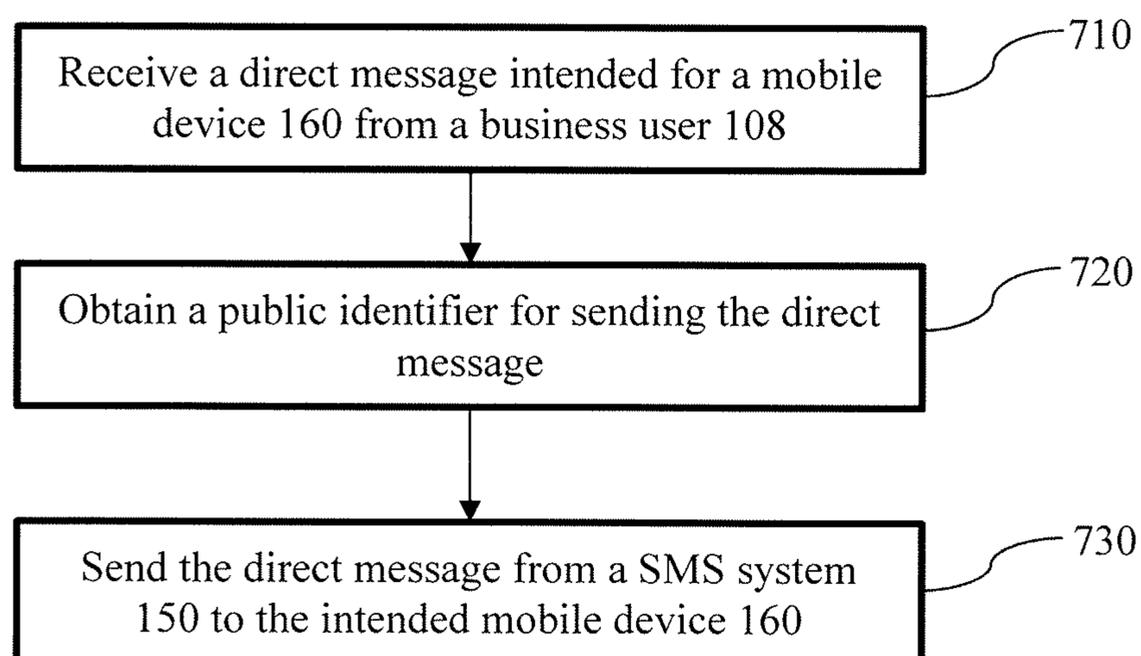 710
Receive a direct message intended for a mobile
device 160 from a business user 108
720
Obtain a public identifier for sending the direct
message
730
Send the direct message from a SMS system
150 to the intended mobile device 160